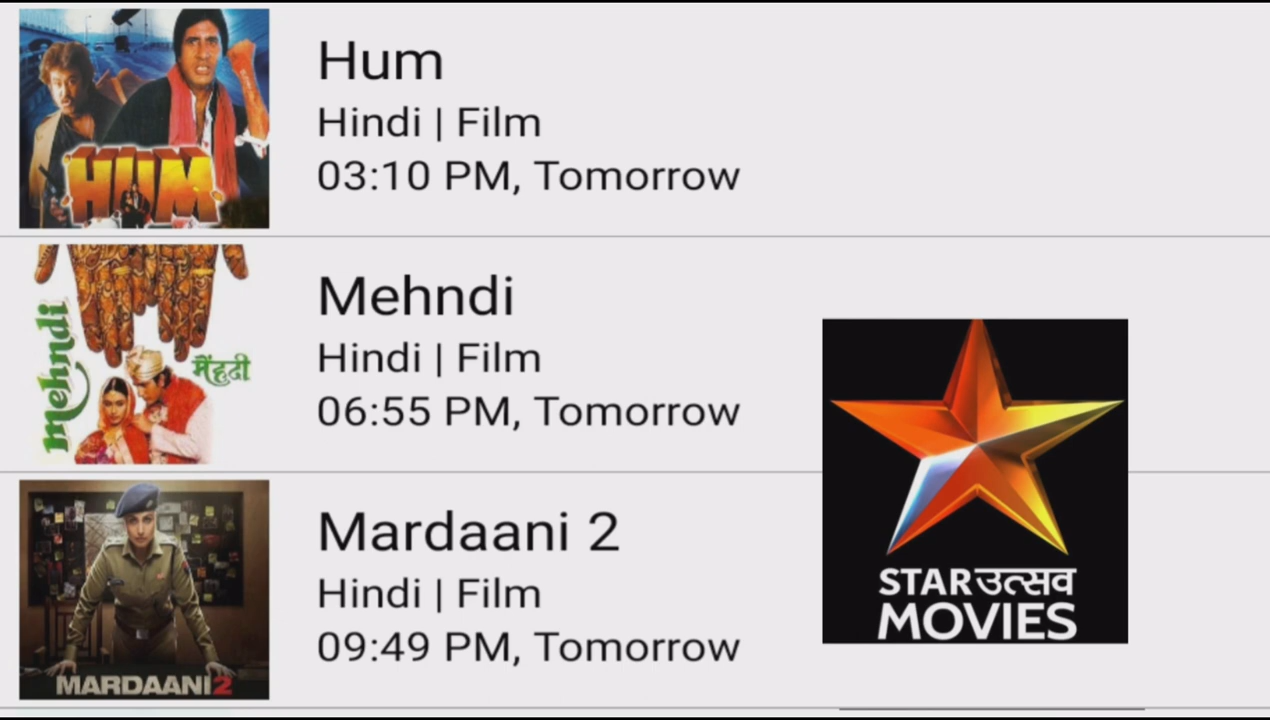 HUM
Hum
Hindi | Film
03:10 PM, Tomorrow
mehndi
मेंहदी
Mehndi
Hindi | Film
06:55 PM, Tomorrow
MARDAANI 2
Mardaani 2
Hindi | Film
09:49 PM, Tomorrow
STAR उत्सव
MOVIES